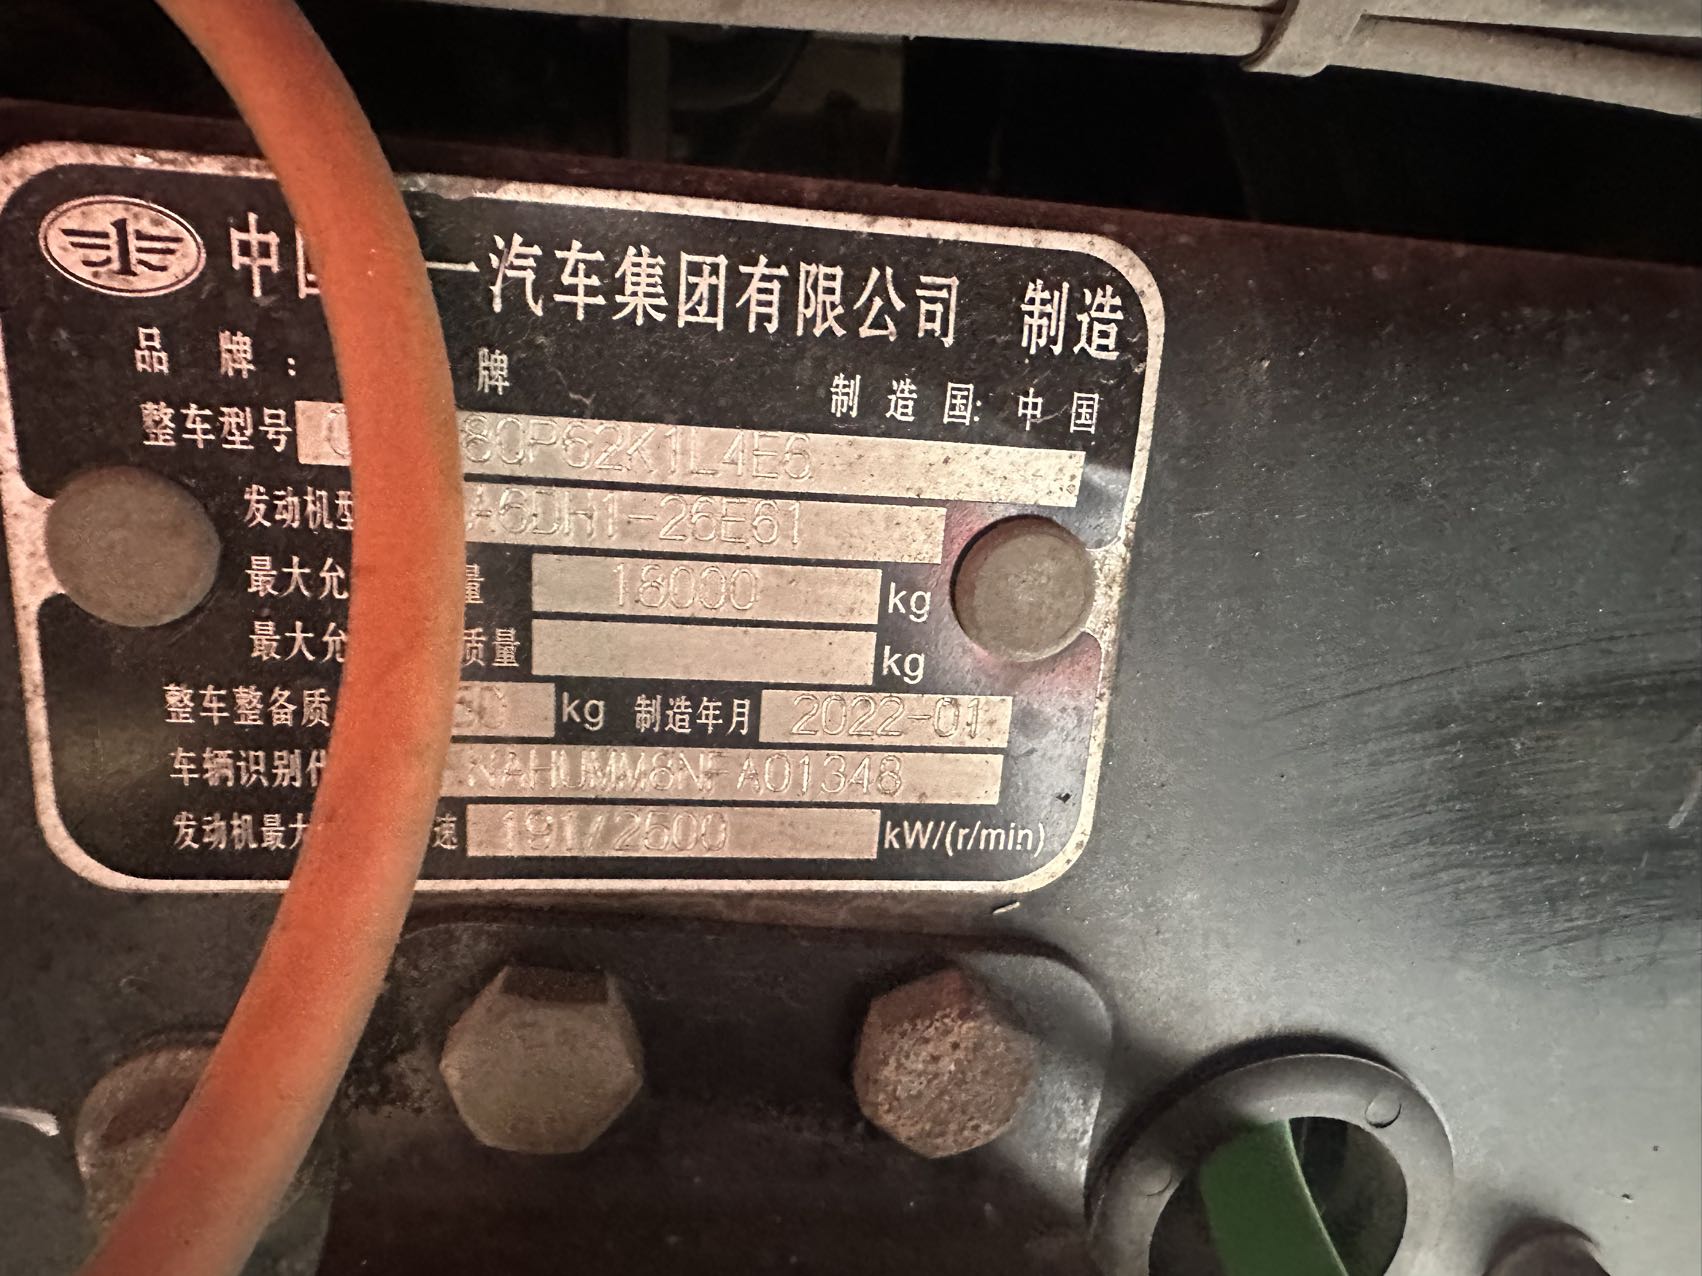 中国 一汽车集团有限公司 制造
品 牌： 牌
制 造 国: 中 国
整车型号 80P62K1L4E6
发动机型 A6DH1-26E61
最大允 量 18000 kg
最大允 质量 kg
整车整备质 50 kg 制造年月 2022-01
车辆识别代 NAHUMM8NFA01348
发动机最大 速 191/2500 kW/(r/min)